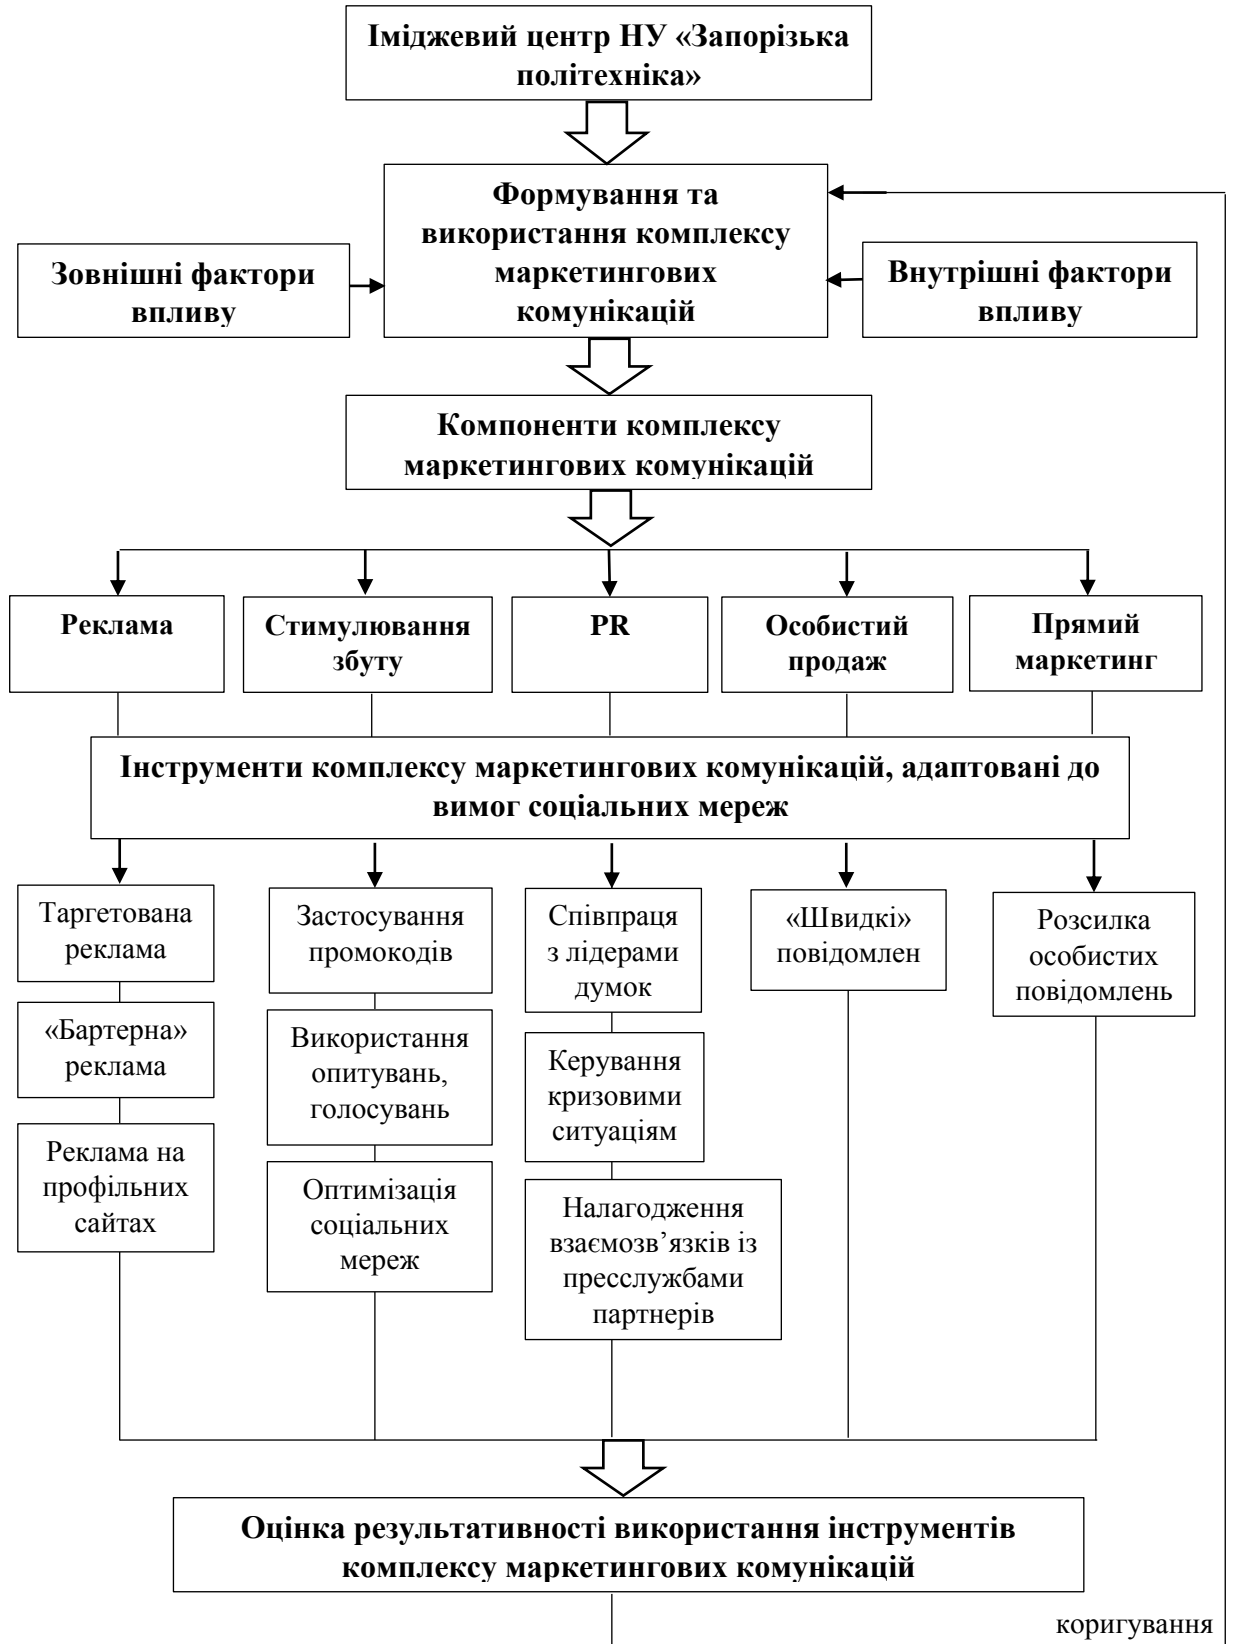 Іміджевий центр НУ «Запорізька
політехніка»
Формування та
використання комплексу
маркетингових
комунікацій
Зовнішні фактори
впливу
Внутрішні фактори
впливу
Компоненти комплексу
маркетингових комунікацій
Реклама
Стимулювання
збуту
PR
Особистий
продаж
Прямий
маркетинг
Інструменти комплексу маркетингових комунікацій, адаптовані до
вимог соціальних мереж
Таргетована
реклама
«Бартерна»
реклама
Реклама на
профільних
сайтах
Застосування
промокодів
Використання
опитувань,
голосувань
Оптимізація
соціальних
мереж
Співпраця
з лідерами
думок
Керування
кризовими
ситуаціям
Налагодження
взаємозв’язків із
пресслужбами
партнерів
«Швидкі»
повідомлен
Розсилка
особистих
повідомлень
Оцінка результативності використання інструментів
комплексу маркетингових комунікацій
коригування